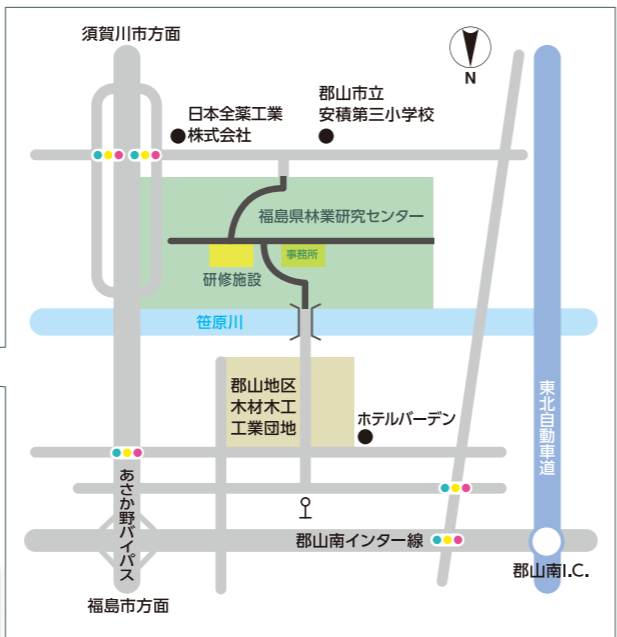 須賀川市方面
N
日本全薬工業
株式会社
郡山市立
安積第三小学校
福島県林業研究センター
事務所
研修施設
笹原川
郡山地区
木材木工
工業団地
ホテルバーデン
東北自動車道
あさか野バイパス
郡山南インター線
郡山南I.C.
福島市方面